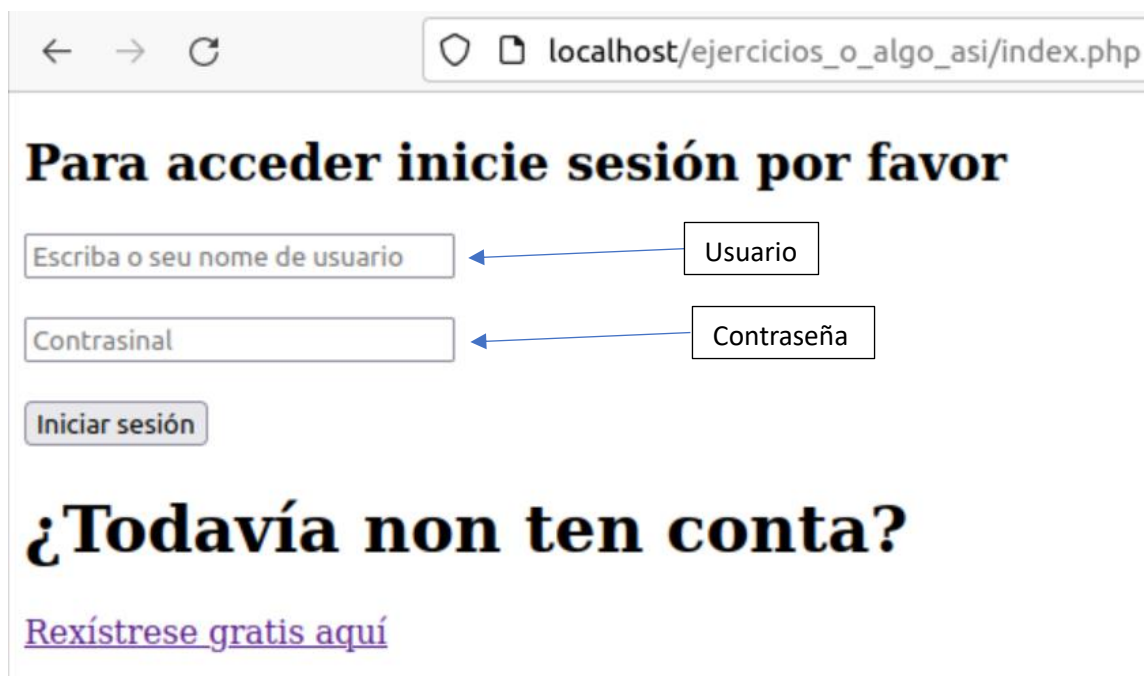 localhost/ejercicios_o_algo_asi/index.php
Para acceder inicie sesión por favor
Escriba o seu nome de usuario
Usuario
Contrasinal
Contraseña
Iniciar sesión
¿Todavía non ten conta?
Rexístrese gratis aquí